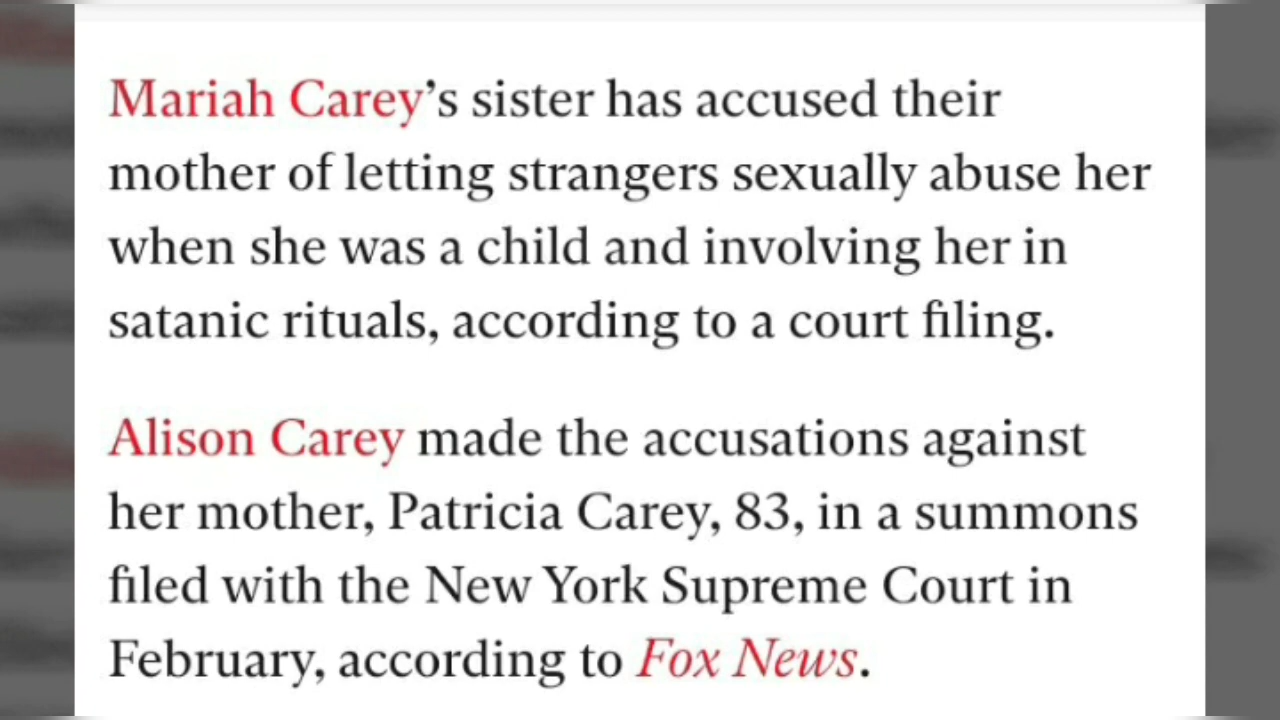 Mariah Carey’s sister has accused their
mother of letting strangers sexually abuse her
when she was a child and involving her in
satanic rituals, according to a court filing.
Alison Carey made the accusations against
her mother, Patricia Carey, 83, in a summons
filed with the New York Supreme Court in
February, according to Fox News.